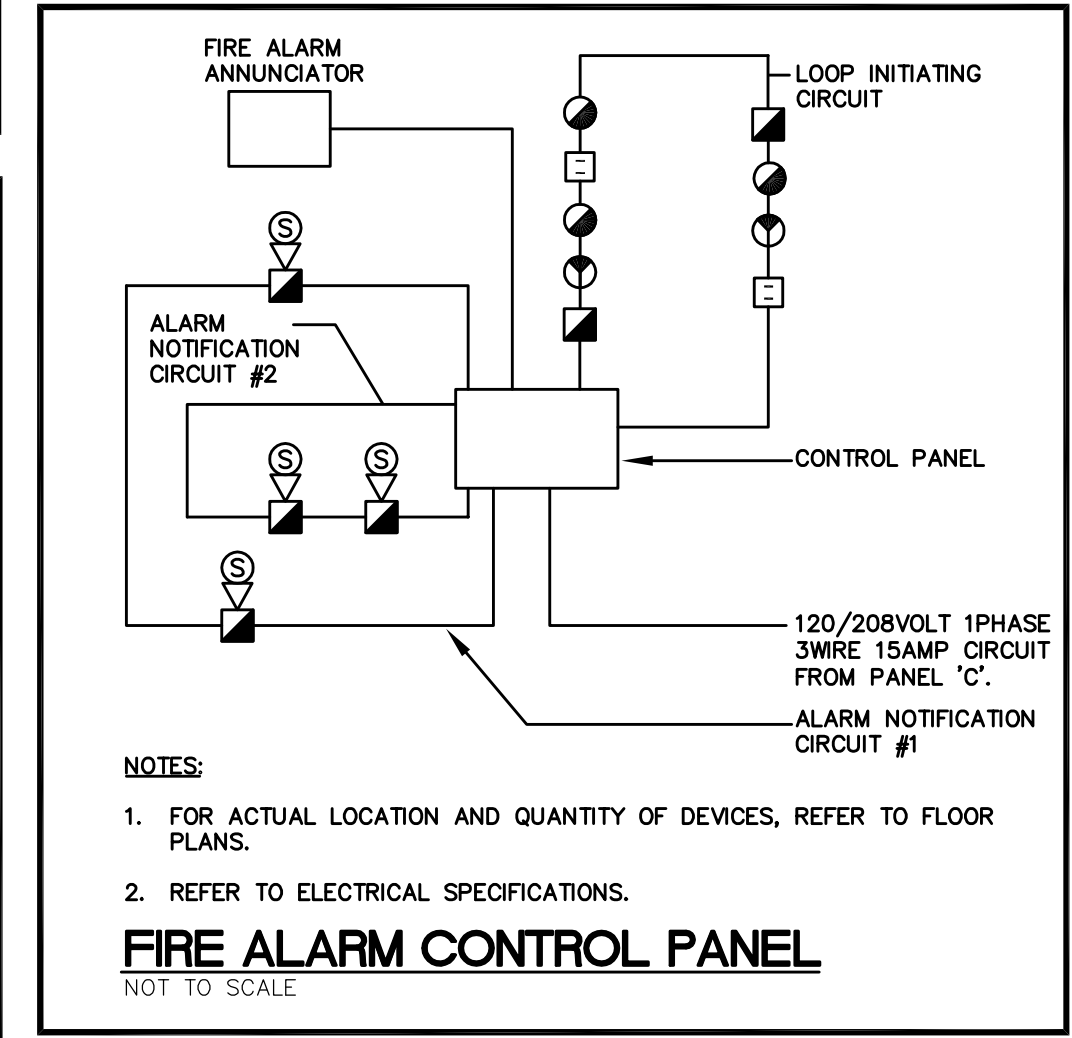 FIRE ALARM
ANNUNCIATOR
LOOP INITIATING
CIRCUIT
S
ALARM
NOTIFICATION
CIRCUIT #2
S
S
CONTROL PANEL
S
120/208VOLT 1PHASE
3WIRE 15AMP CIRCUIT
FROM PANEL 'C'.
ALARM NOTIFICATION
CIRCUIT #1
NOTES:
1. FOR ACTUAL LOCATION AND QUANTITY OF DEVICES, REFER TO FLOOR
PLANS.
2. REFER TO ELECTRICAL SPECIFICATIONS.
FIRE ALARM CONTROL PANEL
NOT TO SCALE